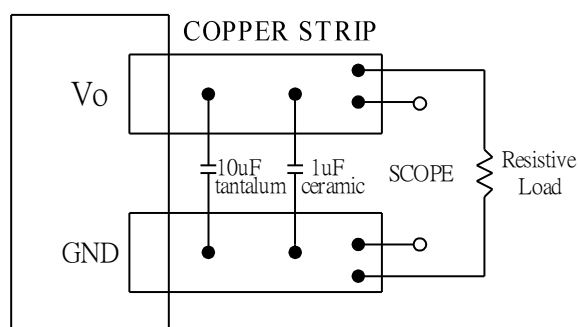 COPPER STRIP
Vo
10uF
tantalum
1uF
ceramic
SCOPE
Resistive
Load
GND